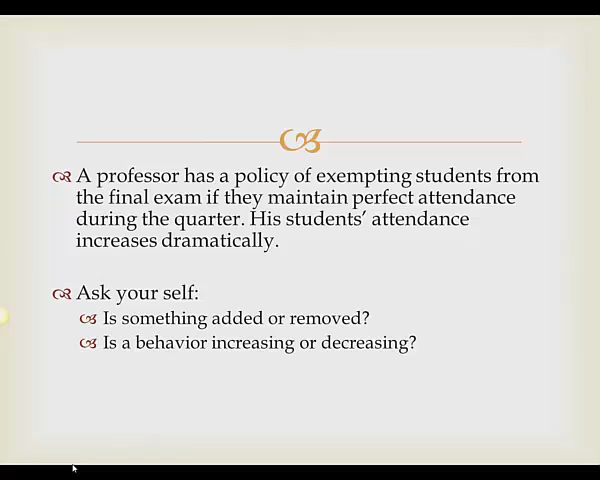 A professor has a policy of exempting students from
the final exam if they maintain perfect attendance
during the quarter. His students' attendance
increases dramatically.
Ask your self:
Is something added or removed?
Is a behavior increasing or decreasing?